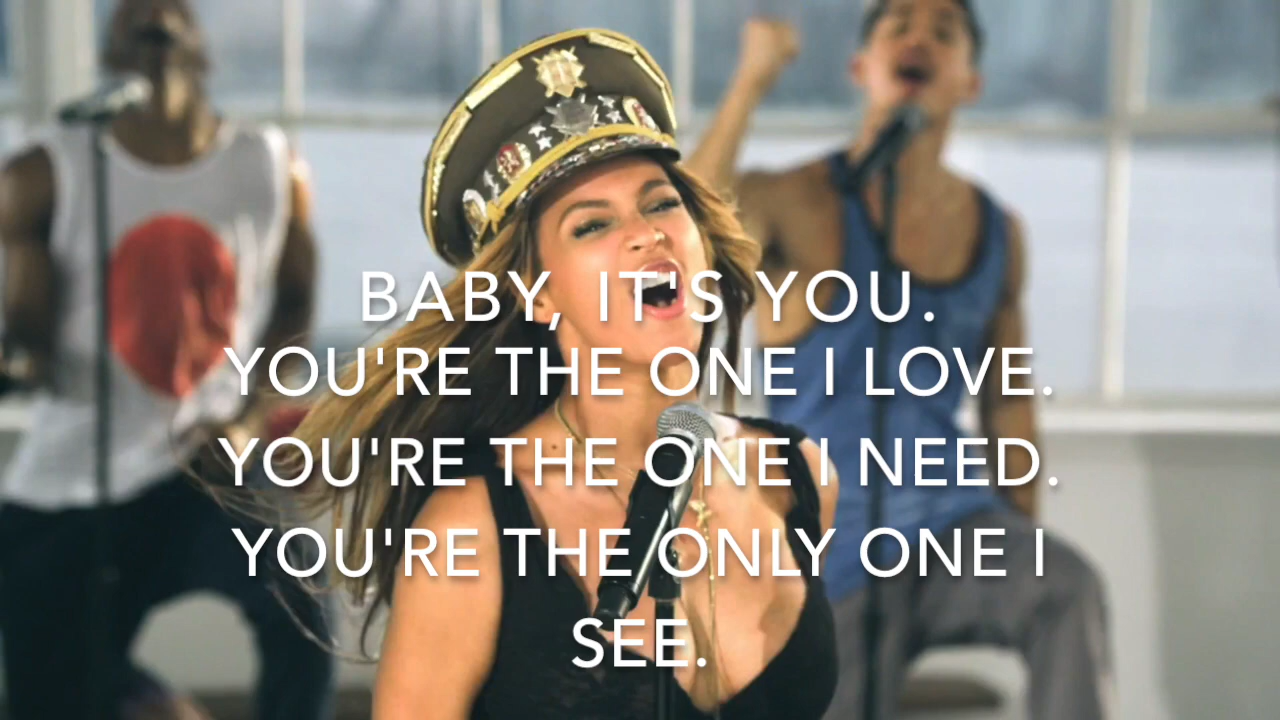 BABY, IT'S YOU.
YOU'RE THE ONE I LOVE.
YOU'RE THE ONE I NEED.
YOU'RE THE ONLY ONE I
SEE.